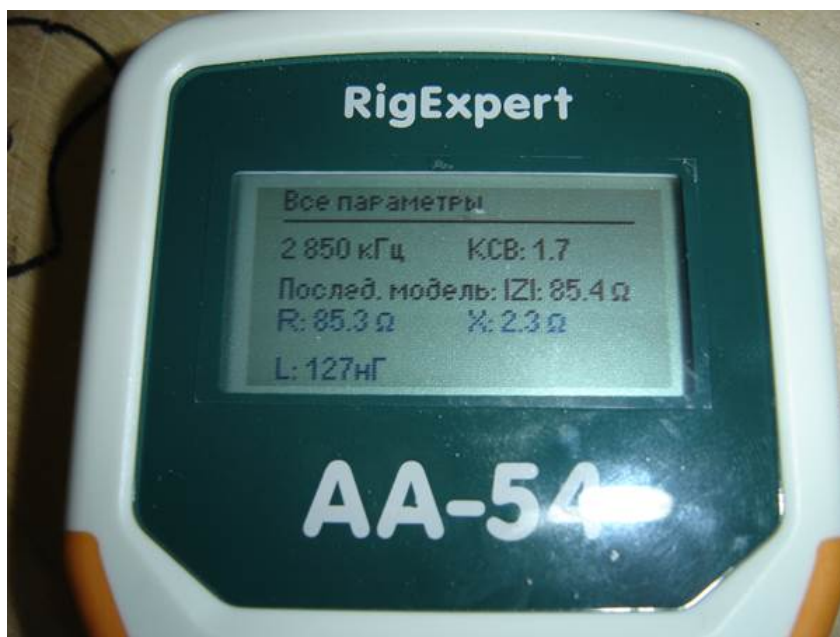 RigExpert
Все параметры
2 850 кГц КСВ: 1.7
Послед. модель: |Z|: 85.4 Ω
R: 85.3 Ω X: 2.3 Ω
L: 127нГ
AA-54